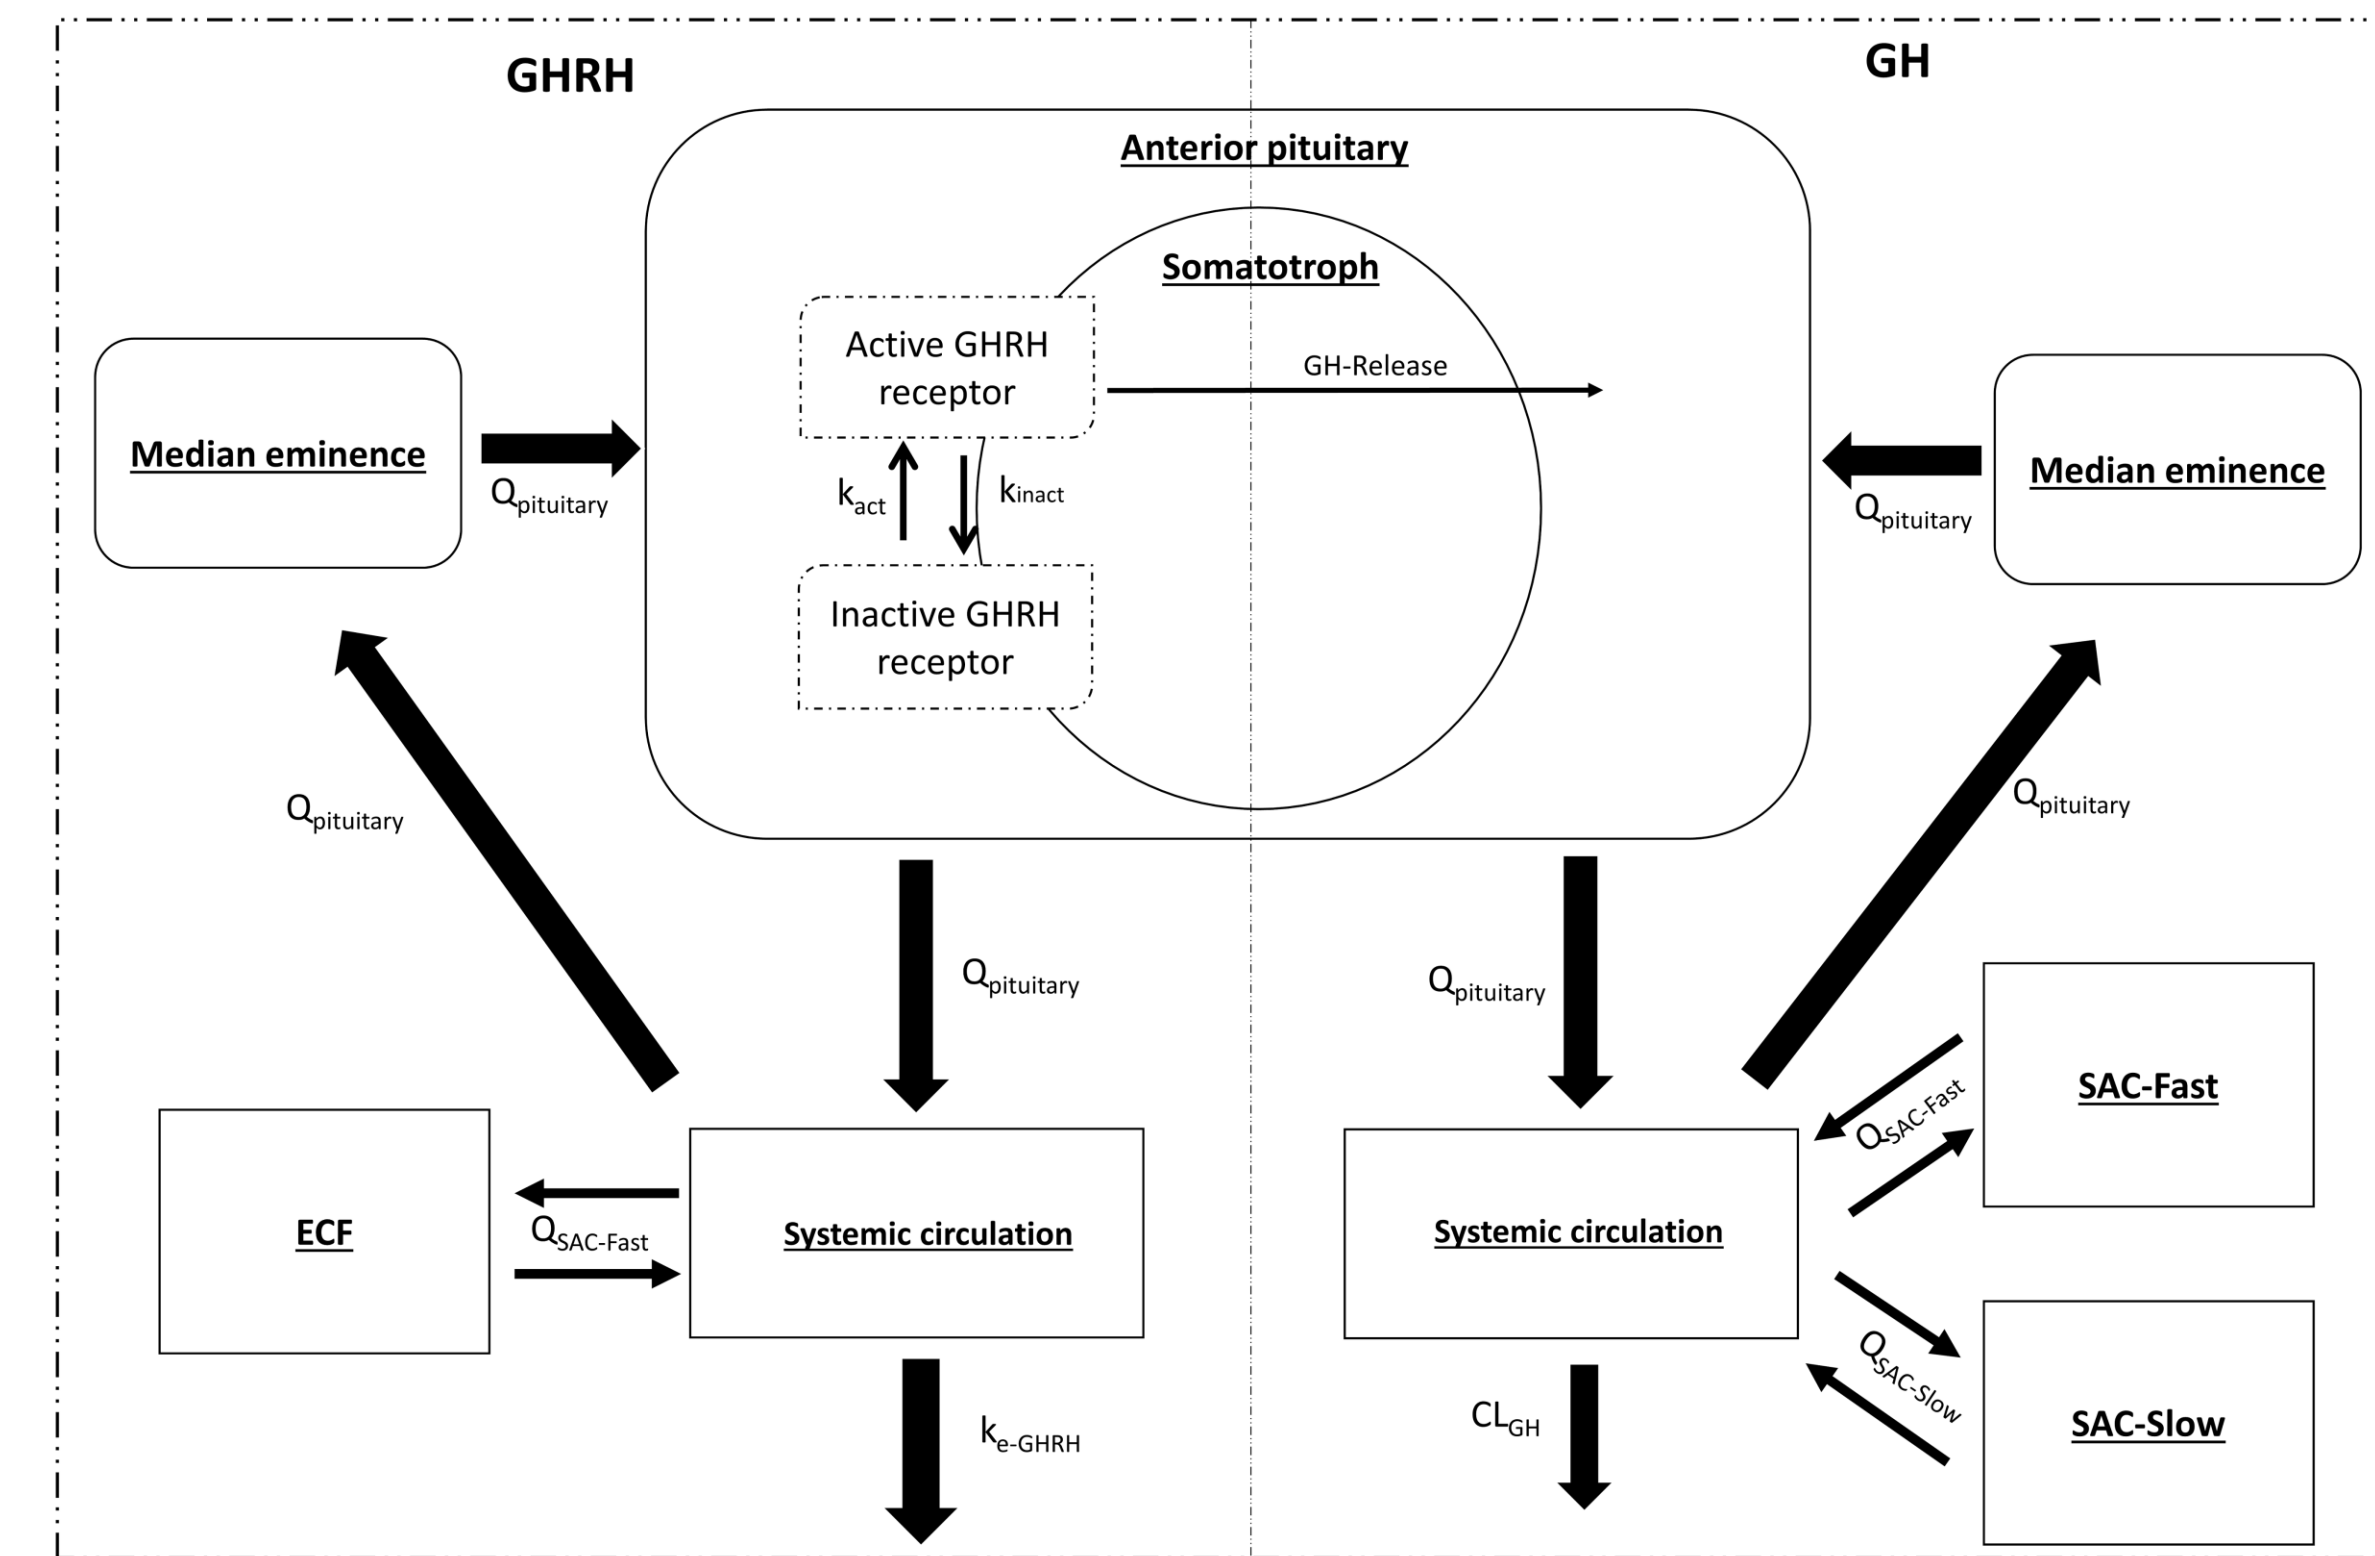 GHRH
GH
Anterior pituitary
Somatotroph
Active GHRH
receptor
GH-Release
Median eminence
Qpituitary
kact
kinact
Qpituitary
Median eminence
Inactive GHRH
receptor
Qpituitary
Qpituitary
Qpituitary
Qpituitary
ECF
QSAC-Fast
Systemic circulation
Systemic circulation
QSAC-Fast
SAC-Fast
QSAC-Slow
SAC-Slow
ke-GHRH
CLGH